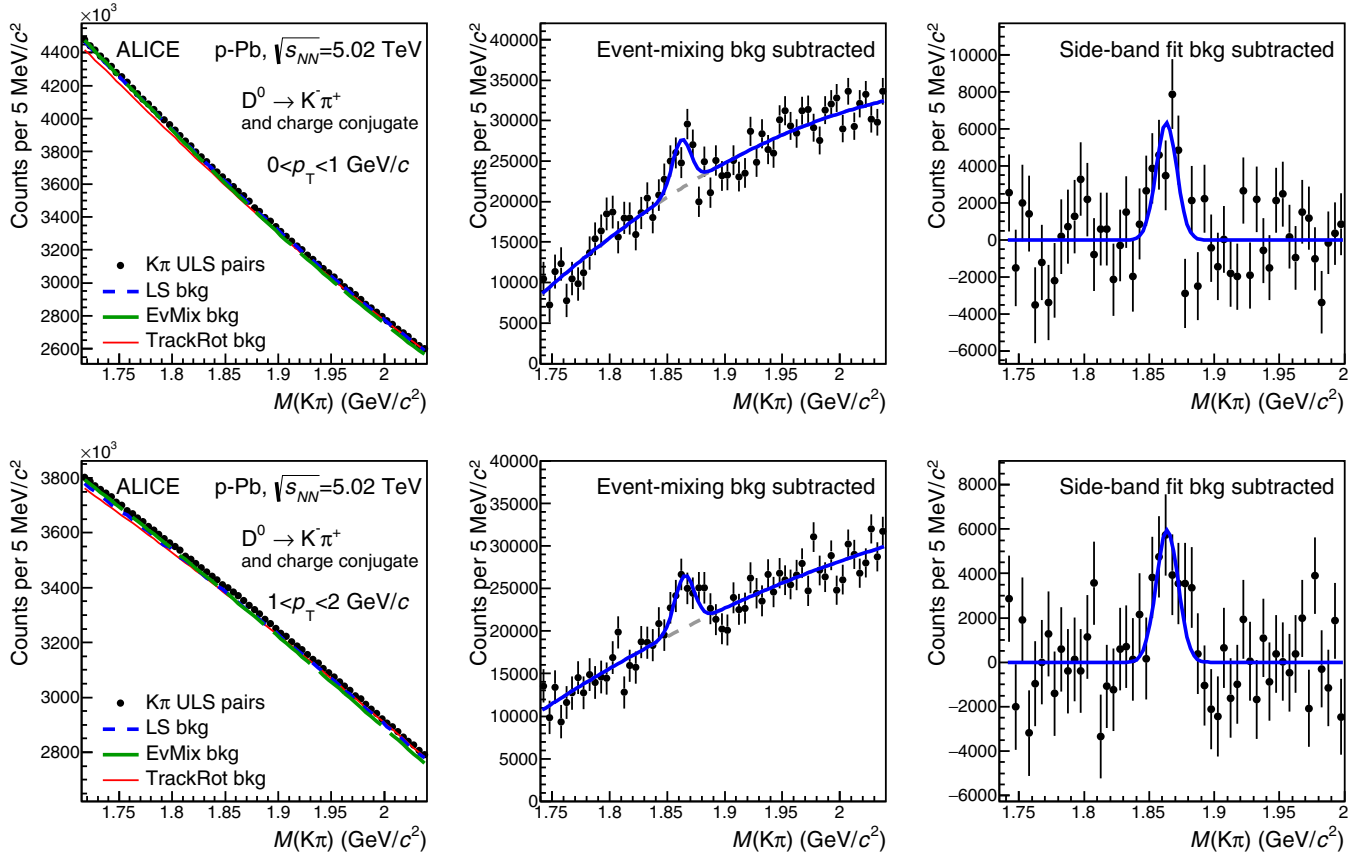 ×10³
4400
4200
4000
3800
3600
3400
3200
3000
2800
2600
Counts per 5 MeV/c²
ALICE p-Pb, √s_NN=5.02 TeV
D⁰ → K⁻π⁺
and charge conjugate
0<p_T<1 GeV/c
Kπ ULS pairs
LS bkg
EvMix bkg
TrackRot bkg
1.75 1.8 1.85 1.9 1.95 2
M(Kπ) (GeV/c²)
Event-mixing bkg subtracted
40000
35000
30000
25000
20000
15000
10000
5000
0
Counts per 5 MeV/c²
1.75 1.8 1.85 1.9 1.95 2
M(Kπ) (GeV/c²)
Side-band fit bkg subtracted
10000
8000
6000
4000
2000
0
−2000
−4000
−6000
Counts per 5 MeV/c²
1.75 1.8 1.85 1.9 1.95 2
M(Kπ) (GeV/c²)
×10³
3800
3600
3400
3200
3000
2800
Counts per 5 MeV/c²
ALICE p-Pb, √s_NN=5.02 TeV
D⁰ → K⁻π⁺
and charge conjugate
1<p_T<2 GeV/c
Kπ ULS pairs
LS bkg
EvMix bkg
TrackRot bkg
1.75 1.8 1.85 1.9 1.95 2
M(Kπ) (GeV/c²)
Event-mixing bkg subtracted
40000
35000
30000
25000
20000
15000
10000
5000
0
Counts per 5 MeV/c²
1.75 1.8 1.85 1.9 1.95 2
M(Kπ) (GeV/c²)
Side-band fit bkg subtracted
8000
6000
4000
2000
0
−2000
−4000
−6000
Counts per 5 MeV/c²
1.75 1.8 1.85 1.9 1.95 2
M(Kπ) (GeV/c²)